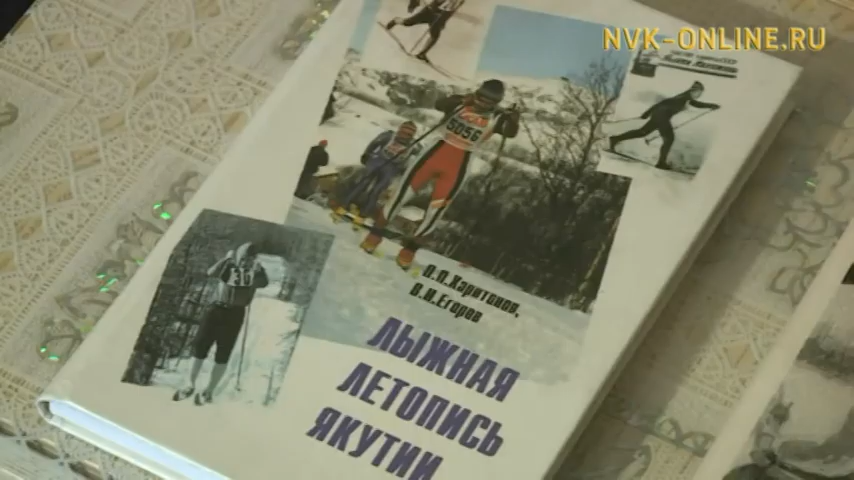 NVK-ONLINE.RU
5056
В.П.Харитонов,
В.Н.Егоров
ЛЫЖНАЯ
ЛЕТОПИСЬ
ЯКУТИИ